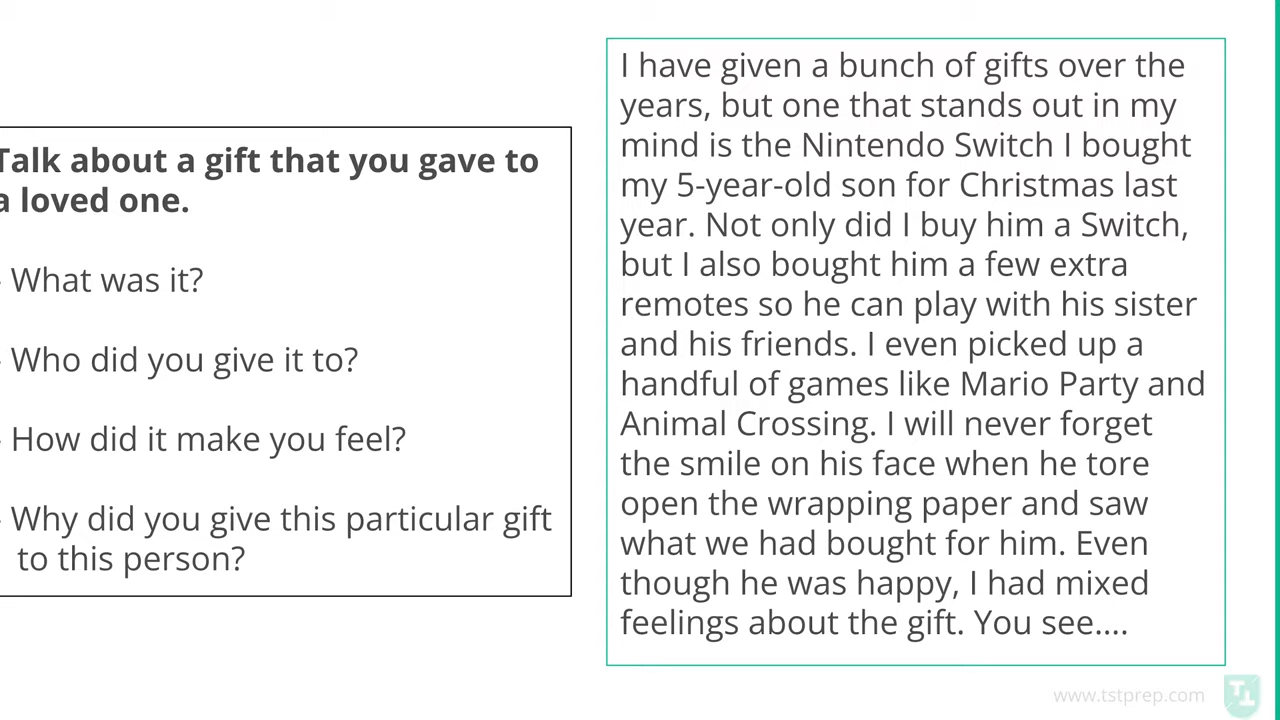 Talk about a gift that you gave to
a loved one.
- What was it?
- Who did you give it to?
- How did it make you feel?
- Why did you give this particular gift
to this person?
I have given a bunch of gifts over the
years, but one that stands out in my
mind is the Nintendo Switch I bought
my 5-year-old son for Christmas last
year. Not only did I buy him a Switch,
but I also bought him a few extra
remotes so he can play with his sister
and his friends. I even picked up a
handful of games like Mario Party and
Animal Crossing. I will never forget
the smile on his face when he tore
open the wrapping paper and saw
what we had bought for him. Even
though he was happy, I had mixed
feelings about the gift. You see....
www.tstprep.com